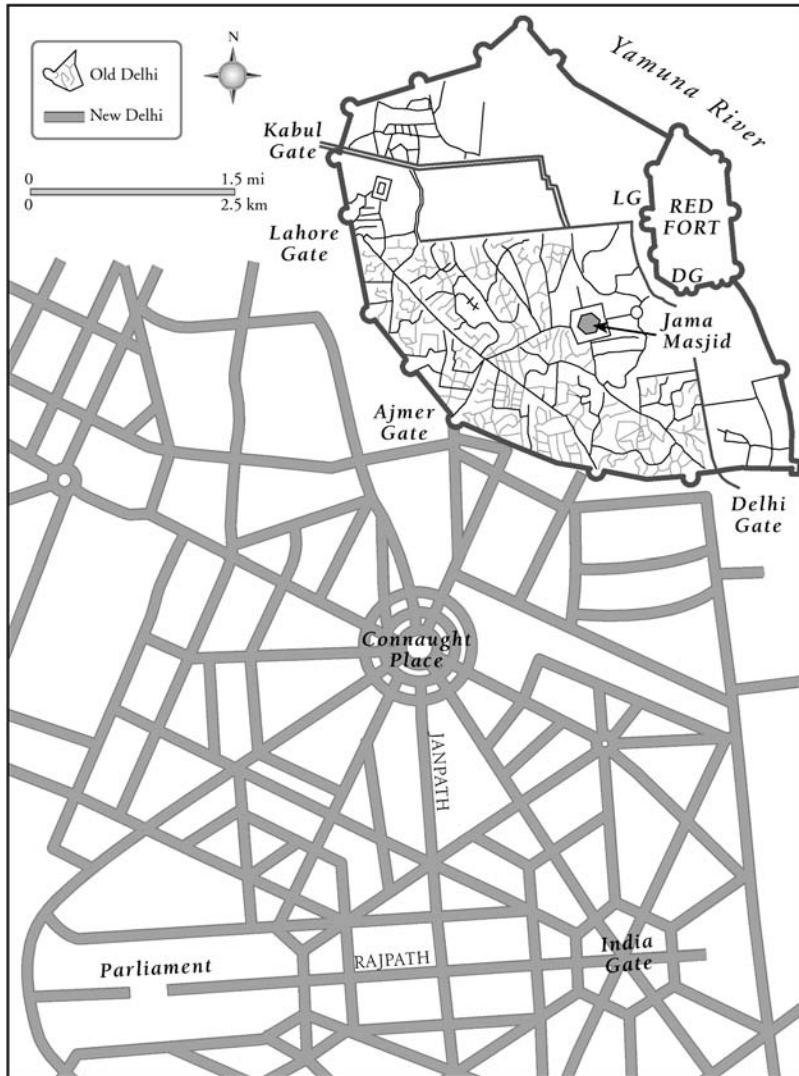 N
Old Delhi
New Delhi
0 1.5 mi
0 2.5 km
Yamuna River
Kabul
Gate
Lahore
Gate
LG
RED
FORT
DG
Jama
Masjid
Ajmer
Gate
Delhi
Gate
Connaught
Place
JANPATH
Parliament
RAJPATH
India
Gate